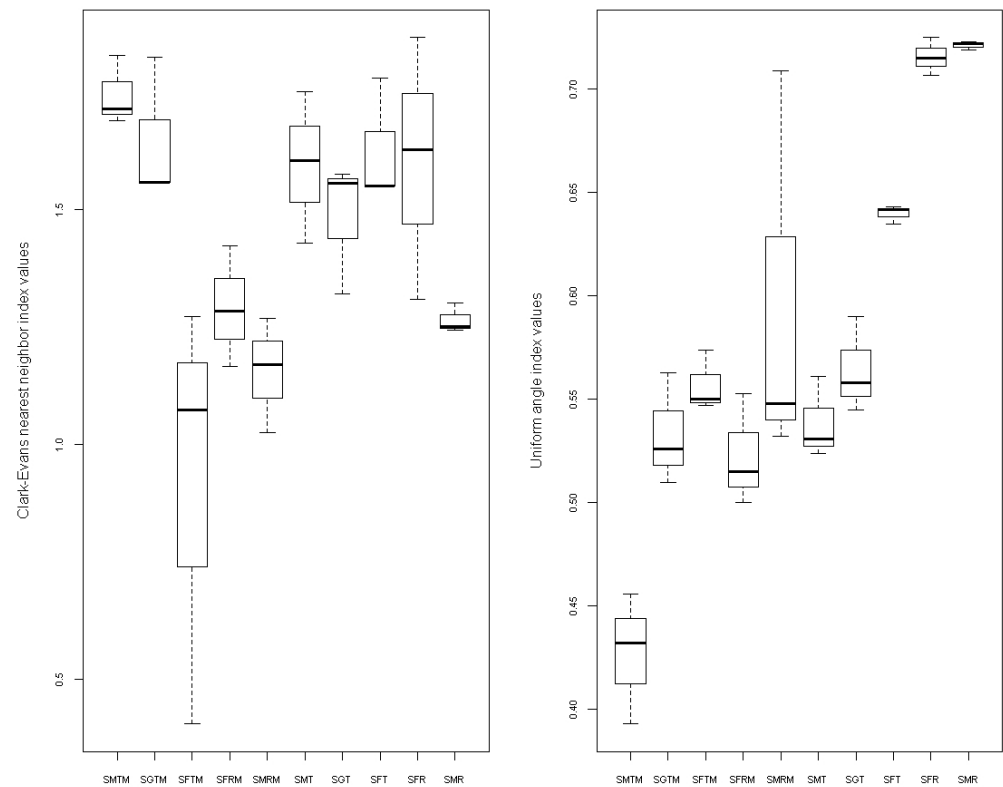 Clark-Evans nearest neighbor index values
1.5
1.0
0.5
SMTM SGTM SFTM SFRM SMRM SMT SGT SFT SFR SMR
Uniform angle index values
0.70
0.65
0.60
0.55
0.50
0.45
0.40
SMTM SGTM SFTM SFRM SMRM SMT SGT SFT SFR SMR